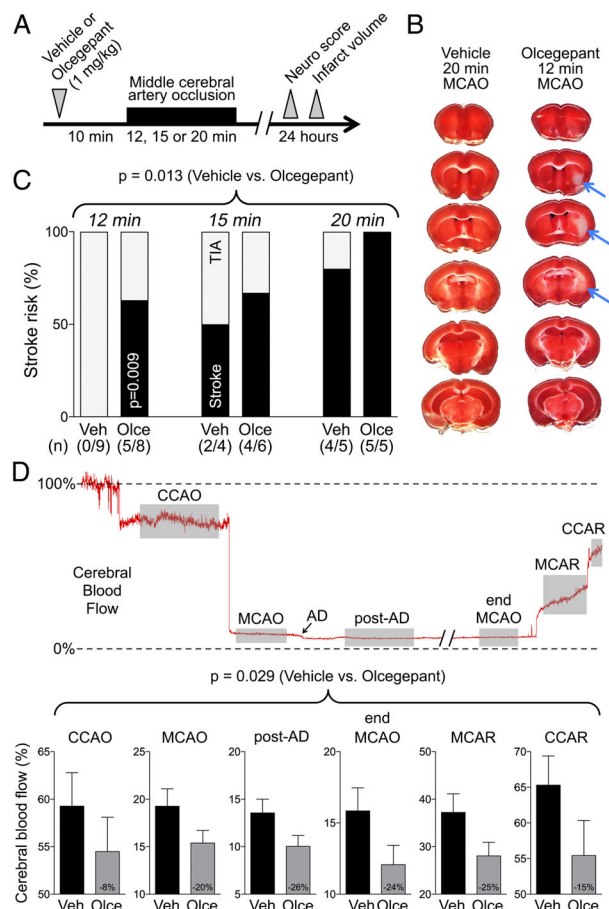 A
Vehicle or
Olcegepant
(1 mg/kg)
Middle cerebral
artery occlusion
Neuro score
Infarct volume
10 min
12, 15 or 20 min
24 hours
B
Vehicle
20 min
MCAO
Olcegepant
12 min
MCAO
C
p = 0.013 (Vehicle vs. Olcegepant)
12 min
15 min
20 min
Stroke risk (%)
100
50
0
p=0.009
TIA
Stroke
Veh Olce Veh Olce Veh Olce
(n) (0/9) (5/8) (2/4) (4/6) (4/5) (5/5)
D
100%
CCAO
Cerebral
Blood
Flow
MCAO
AD
post-AD
end
MCAO
MCAR
CCAR
0%
p = 0.029 (Vehicle vs. Olcegepant)
Cerebral blood flow (%)
CCAO
65
60
55
50
-8%
Veh Olce
MCAO
25
20
15
10
-20%
Veh Olce
post-AD
20
15
10
5
-26%
Veh Olce
end
MCAO
20
15
10
-24%
Veh Olce
MCAR
50
40
30
20
-25%
Veh Olce
CCAR
70
65
60
55
50
-15%
Veh Olce